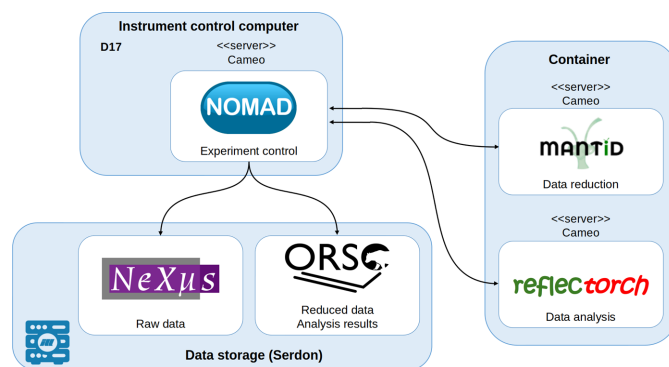 Instrument control computer
D17
<<server>>
Cameo
NOMAD
Experiment control
Container
<<server>>
Cameo
MANTiD
Data reduction
<<server>>
Cameo
reflectorch
Data analysis
NeXµs
Raw data
ORSO
Reduced data
Analysis results
Data storage (Serdon)